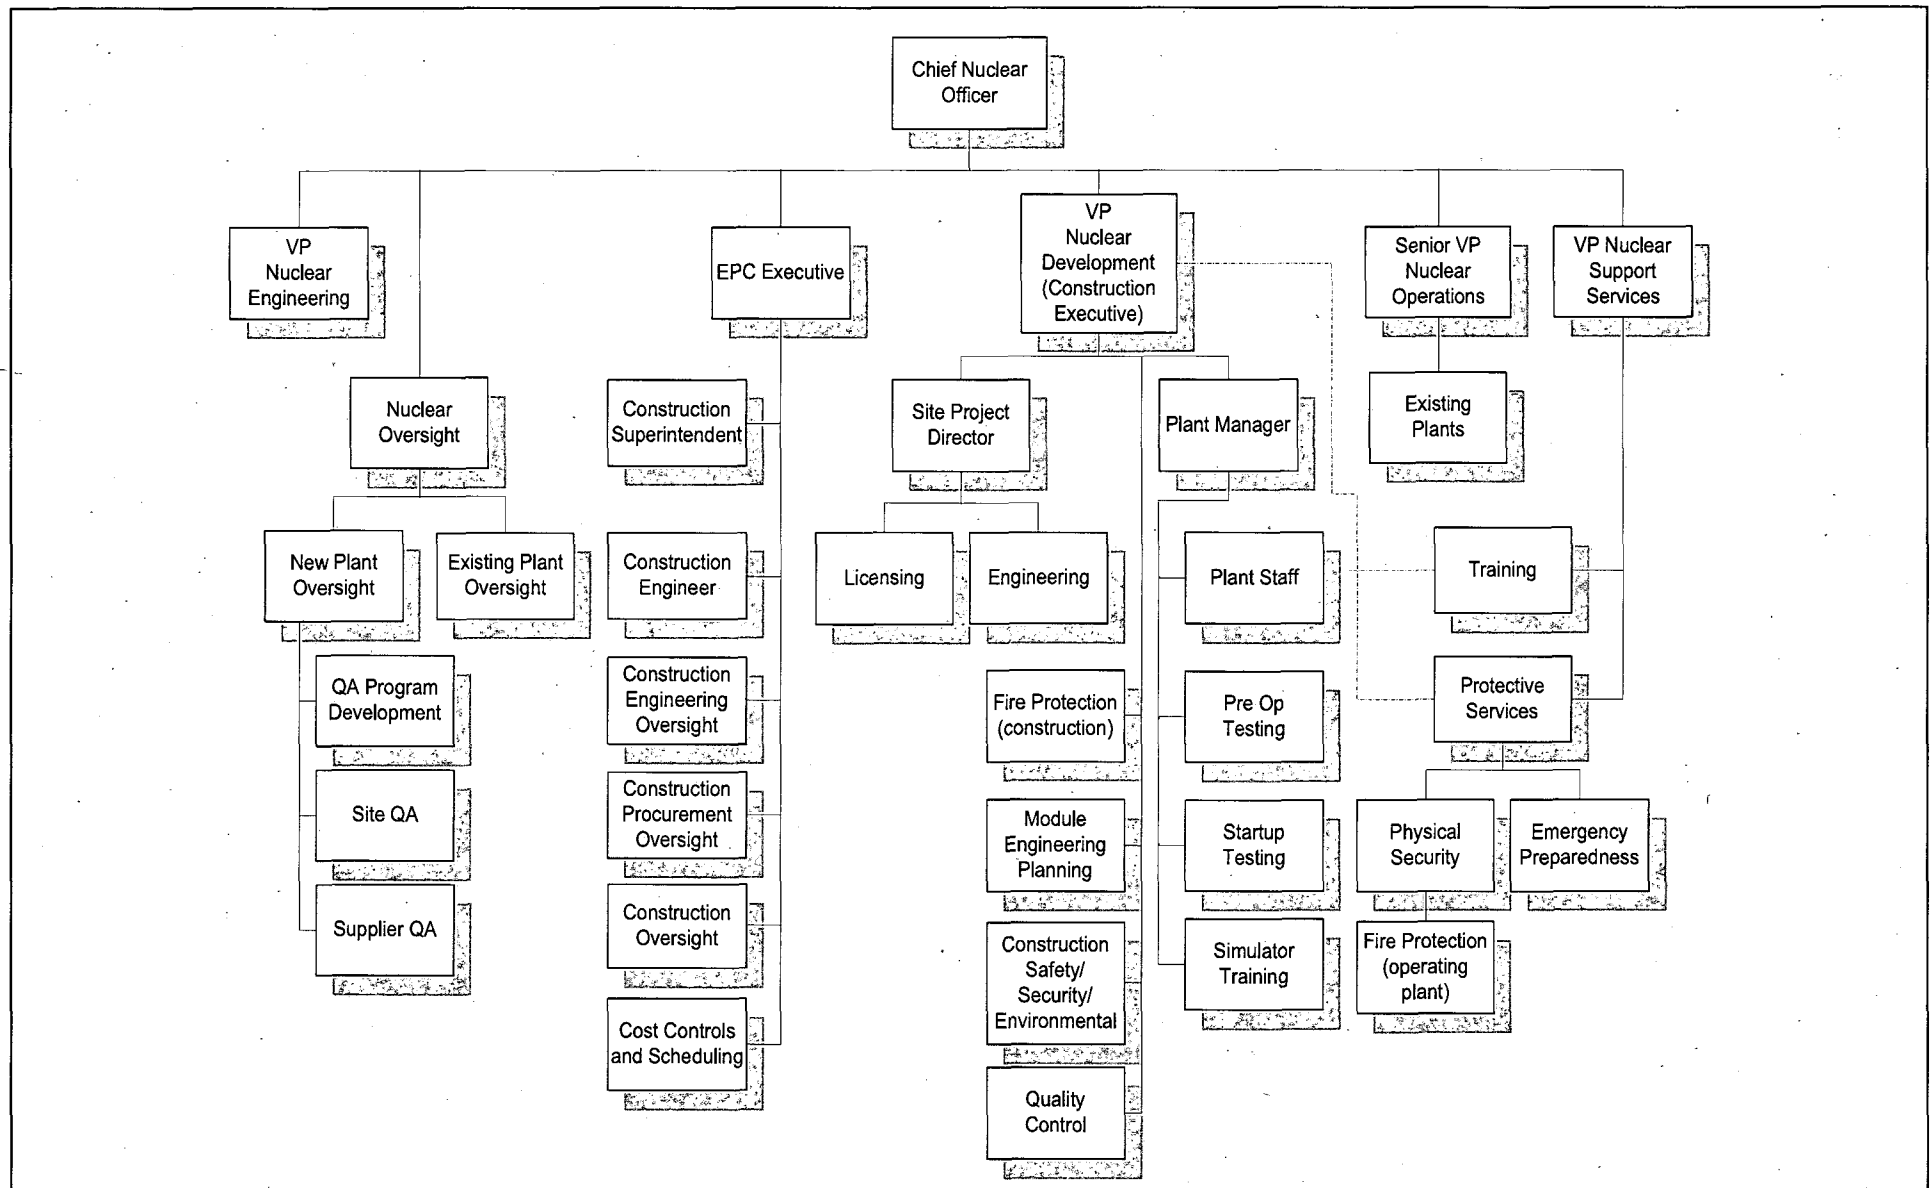 Chief Nuclear
Officer
VP
Nuclear
Engineering
EPC Executive
VP
Nuclear
Development
(Construction
Executive)
Senior VP
Nuclear
Operations
VP Nuclear
Support
Services
Nuclear
Oversight
Construction
Superintendent
Site Project
Director
Plant Manager
Existing
Plants
New Plant
Oversight
Existing Plant
Oversight
Construction
Engineer
Licensing
Engineering
Plant Staff
Training
QA Program
Development
Construction
Engineering
Oversight
Fire Protection
(construction)
Pre Op
Testing
Protective
Services
Site QA
Construction
Procurement
Oversight
Module
Engineering
Planning
Startup
Testing
Physical
Security
Emergency
Preparedness
Supplier QA
Construction
Oversight
Construction
Safety/
Security/
Environmental
Simulator
Training
Fire Protection
(operating
plant)
Cost Controls
and Scheduling
Quality
Control